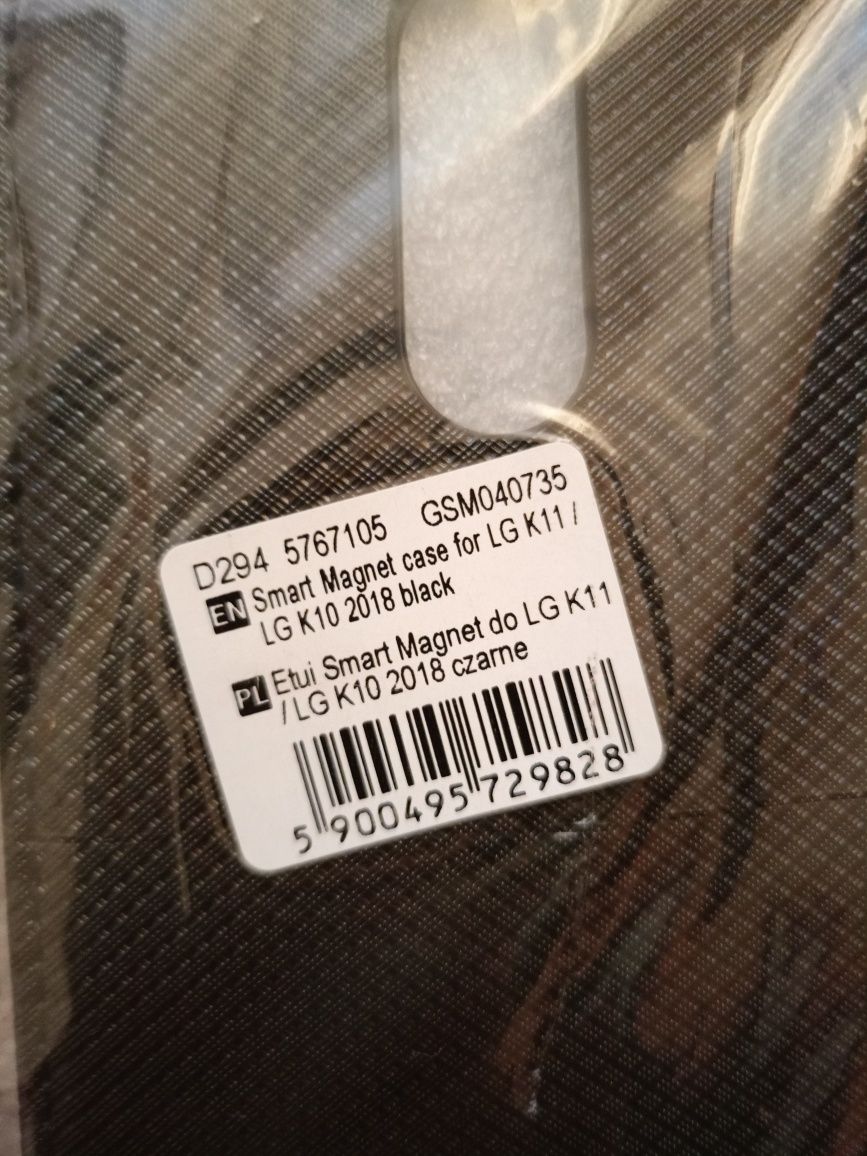 D294 5767105 GSM040735
EN Smart Magnet case for LG K11 /
LG K10 2018 black
PL Etui Smart Magnet do LG K11
/ LG K10 2018 czarne
5 900495 729828